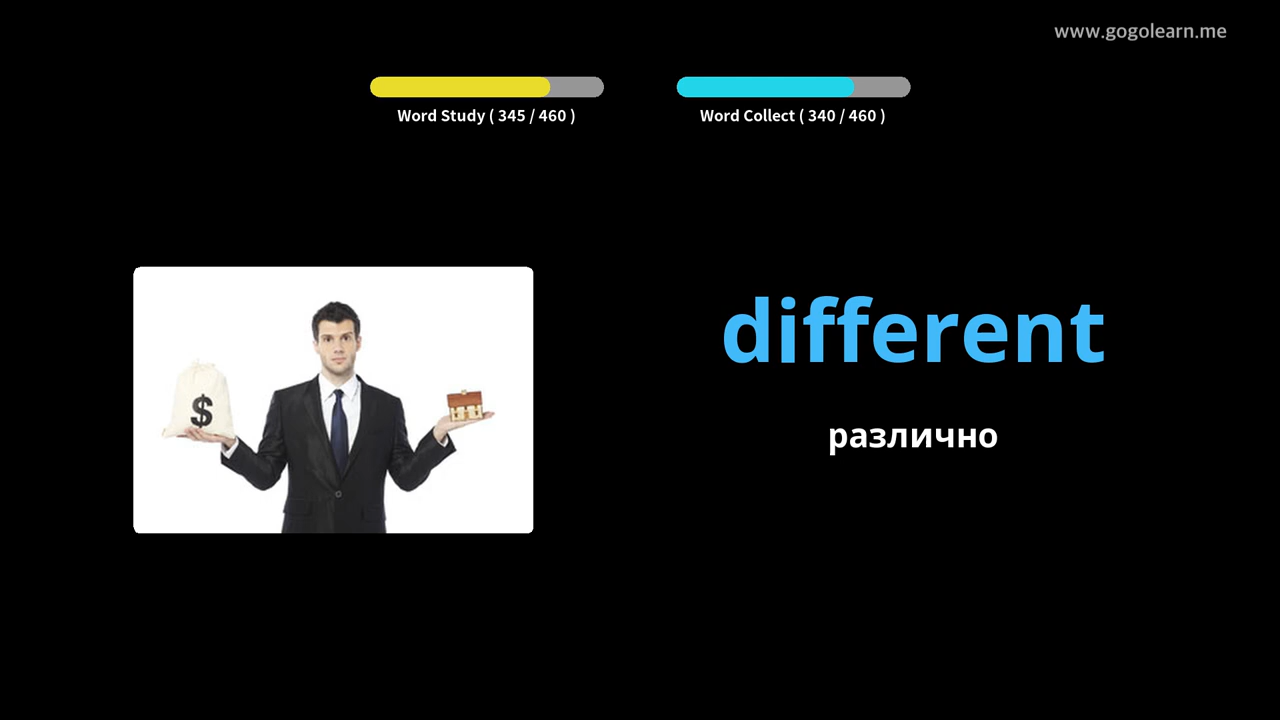 www.gogolearn.me
Word Study ( 345 / 460 )
Word Collect ( 340 / 460 )
$
different
различно